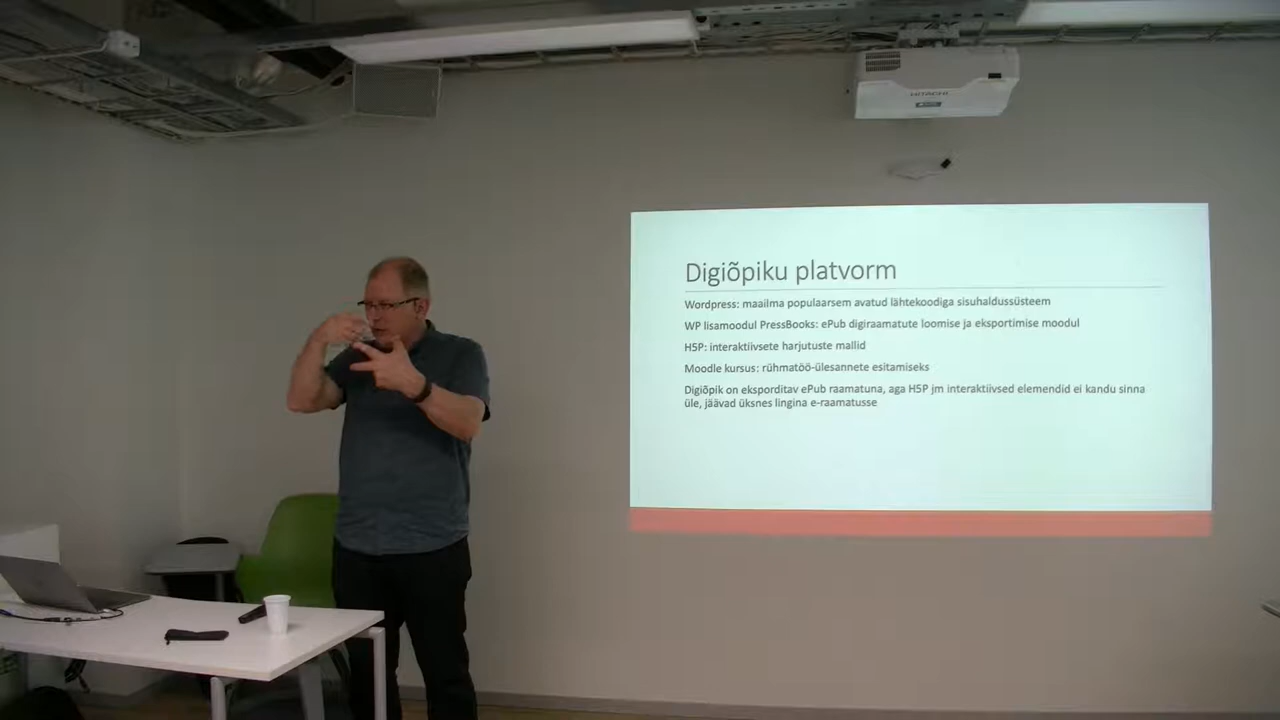 HITACHI
Digiõpiku platvorm
Wordpress: maailma populaarsem avatud lähtekoodiga sisuhaldussüsteem
WP lisamoodul PressBooks: ePub digiraamatute loomise ja eksportimise moodul
H5P: interaktiivsete harjutuste mallid
Moodle kursus: rühmatöö-ülesannete esitamiseks
Digiõpik on eksporditav ePub raamatuna, aga H5P jm interaktiivsed elemendid ei kandu sinna
üle, jäävad üksnes lingina e-raamatusse